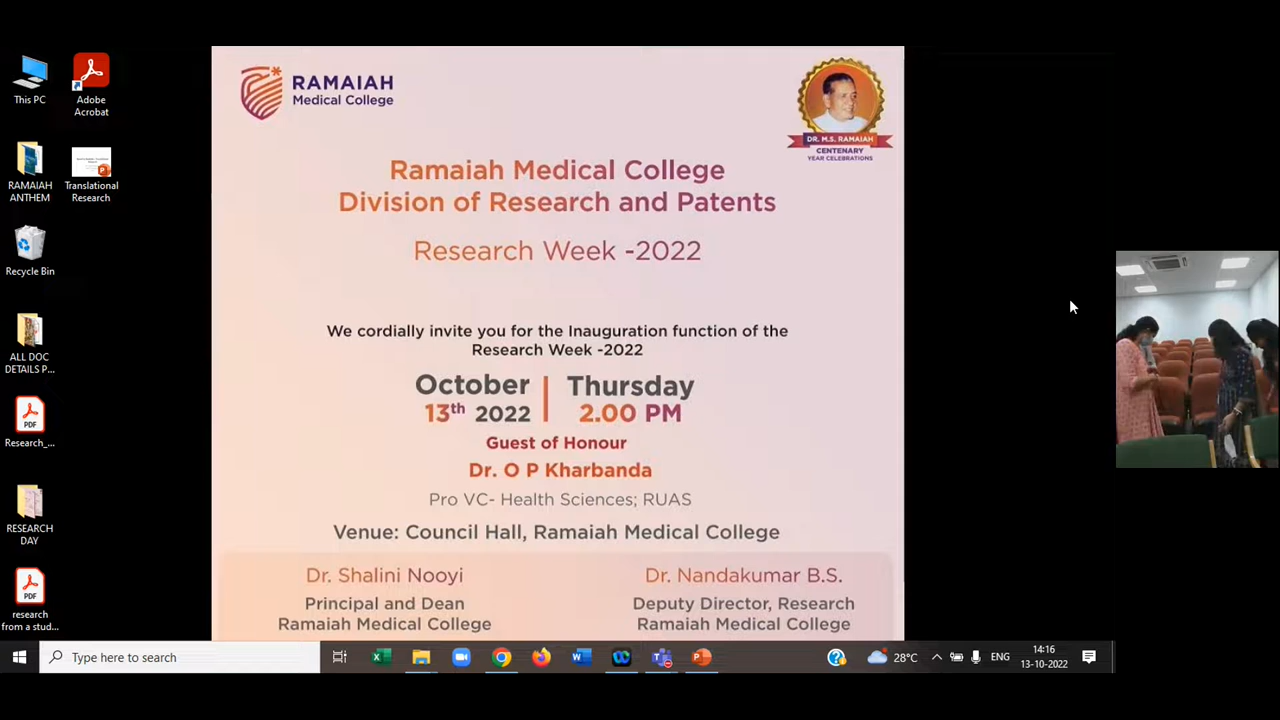 This PC
Adobe
Acrobat
RAMAIAH
ANTHEM
Translational
Research
Recycle Bin
ALL DOC
DETAILS P...
PDF
Research_...
RESEARCH
DAY
PDF
research
from a stud...
RAMAIAH
Medical College
DR. M.S. RAMAIAH
CENTENARY
YEAR CELEBRATIONS
Ramaiah Medical College
Division of Research and Patents
Research Week -2022
We cordially invite you for the Inauguration function of the
Research Week -2022
October
13th 2022
Thursday
2.00 PM
Guest of Honour
Dr. O P Kharbanda
Pro VC- Health Sciences; RUAS
Venue: Council Hall, Ramaiah Medical College
Dr. Shalini Nooyi
Principal and Dean
Ramaiah Medical College
Dr. Nandakumar B.S.
Deputy Director, Research
Ramaiah Medical College
Type here to search
28°C
ENG
14:16
13-10-2022